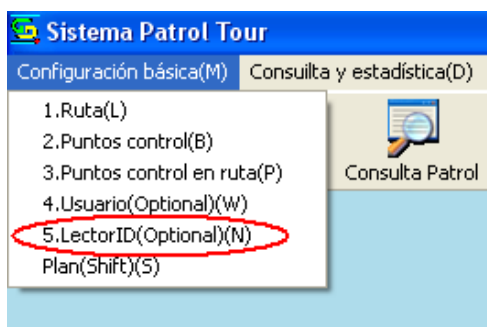 Sistema Patrol Tour
Configuración básica(M) Consuilta y estadística(D)
1.Ruta(L)
2.Puntos control(B)
3.Puntos control en ruta(P)
4.Usuario(Optional)(W)
5.LectorID(Optional)(N)
Plan(Shift)(S)
Consulta Patrol